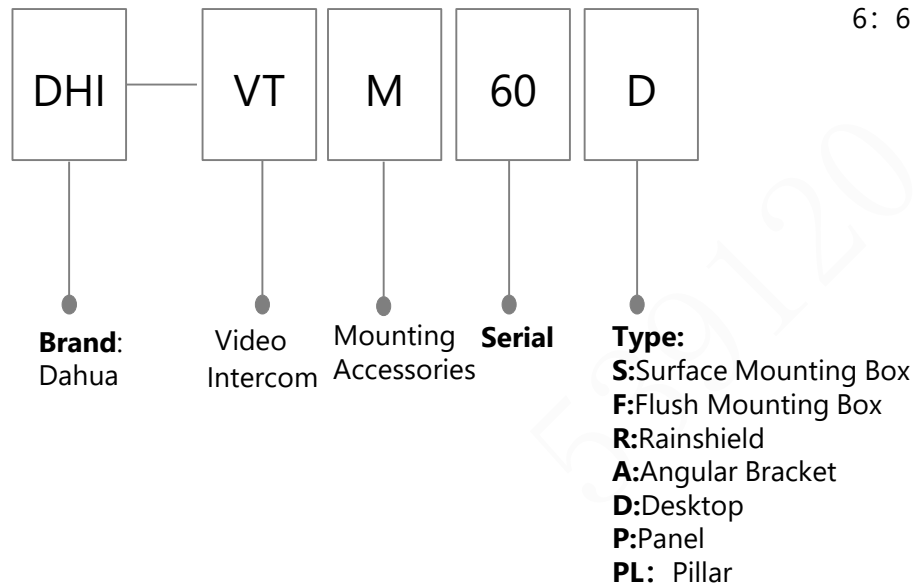 6：6
DHI VT M 60 D
Brand:
Dahua
Video
Intercom
Mounting
Accessories
Serial
Type:
S:Surface Mounting Box
F:Flush Mounting Box
R:Rainshield
A:Angular Bracket
D:Desktop
P:Panel
PL：Pillar
589120